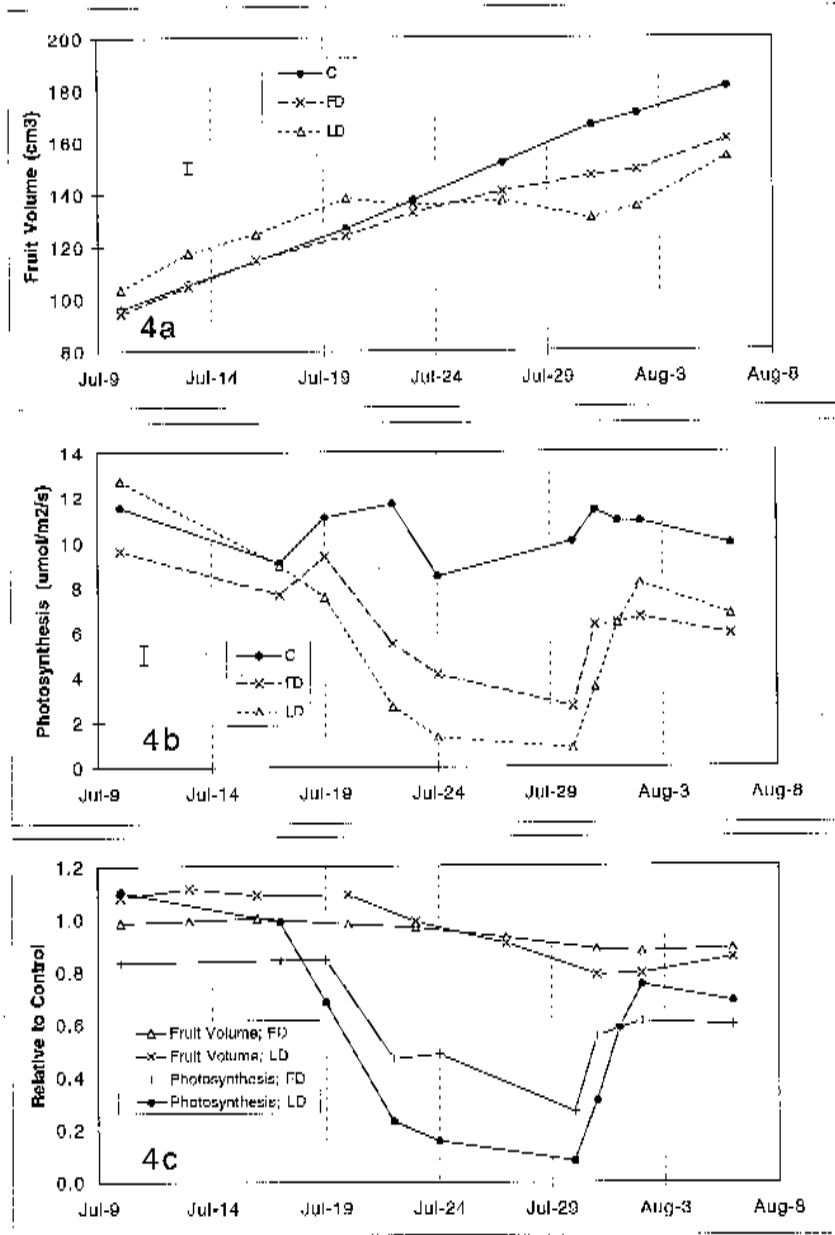 200
180
160
140
120
100
80
Fruit Volume (cm3)
C
FD
LD
4a
Jul-9 Jul-14 Jul-19 Jul-24 Jul-29 Aug-3 Aug-8
14
12
10
8
6
4
2
0
Photosynthesis (umol/m2/s)
C
FD
LD
4b
Jul-9 Jul-14 Jul-19 Jul-24 Jul-29 Aug-3 Aug-8
1.2
1.0
0.8
0.6
0.4
0.2
0.0
Relative to Control
Fruit Volume; FD
Fruit Volume; LD
Photosynthesis; FD
Photosynthesis; LD
4c
Jul-9 Jul-14 Jul-19 Jul-24 Jul-29 Aug-3 Aug-8